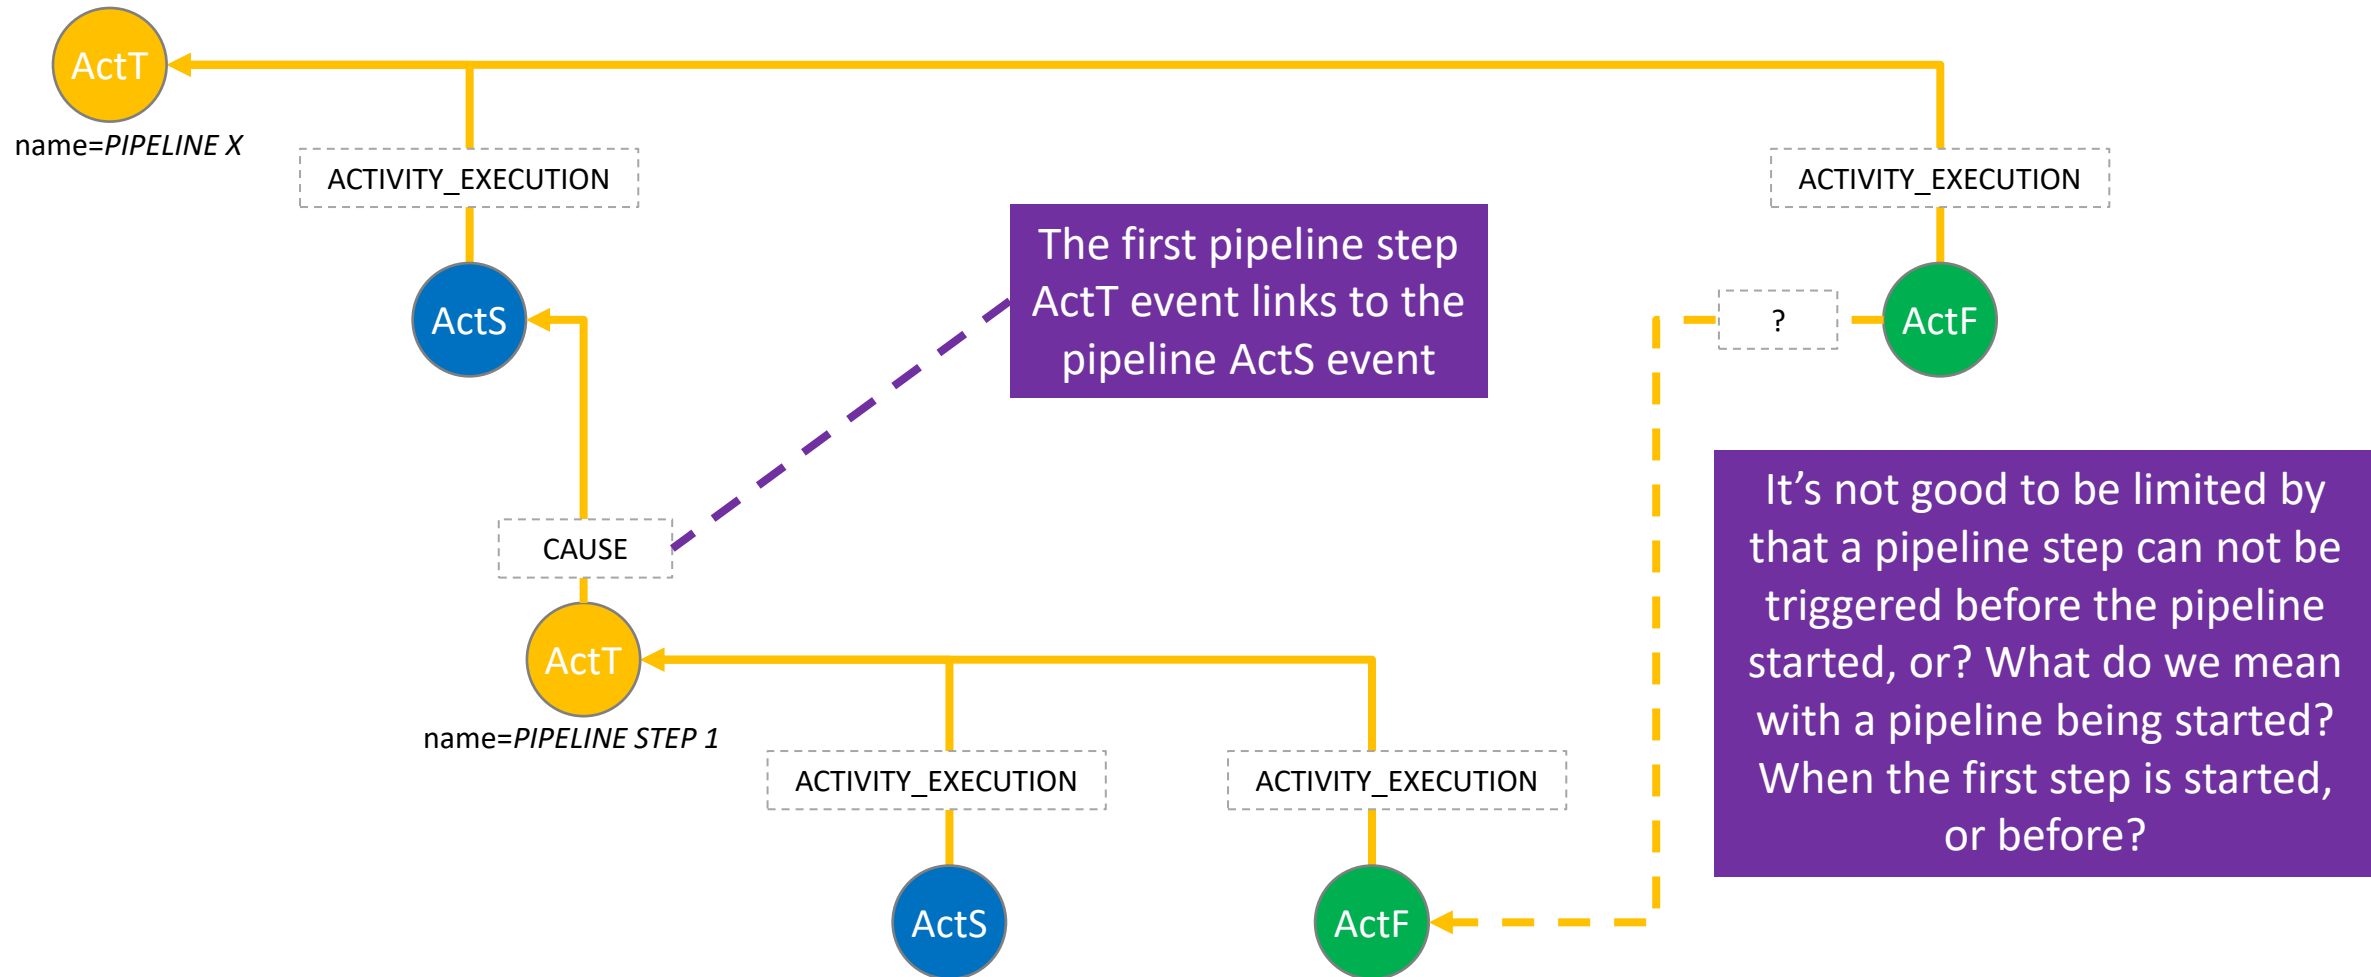 ActT
name=PIPELINE X
ACTIVITY_EXECUTION
ACTIVITY_EXECUTION
The first pipeline step
ActT event links to the
pipeline ActS event
ActS
?
ActF
It’s not good to be limited by
that a pipeline step can not be
triggered before the pipeline
started, or? What do we mean
with a pipeline being started?
When the first step is started,
or before?
CAUSE
ActT
name=PIPELINE STEP 1
ACTIVITY_EXECUTION
ACTIVITY_EXECUTION
ActS
ActF